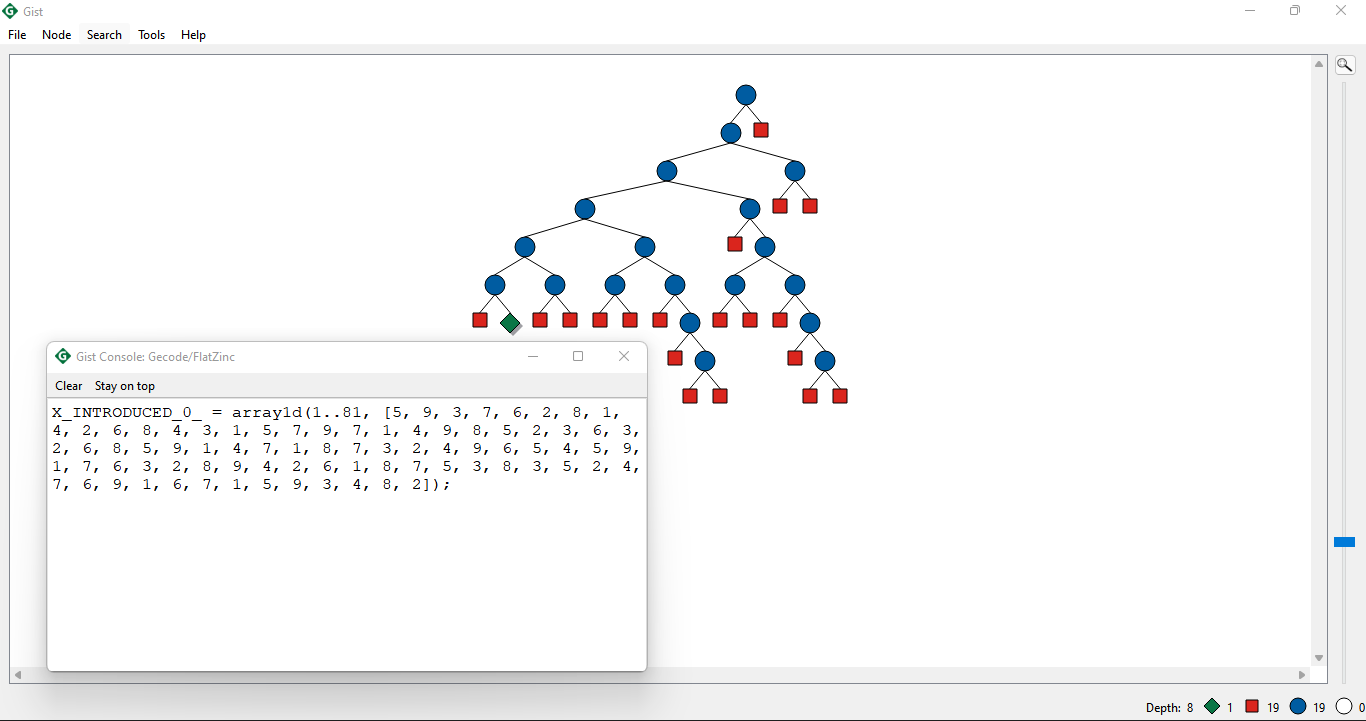 Gist
File Node Search Tools Help
Gist Console: Gecode/FlatZinc
Clear Stay on top
X_INTRODUCED_0_ = array1d(1..81, [5, 9, 3, 7, 6, 2, 8, 1,
4, 2, 6, 8, 4, 3, 1, 5, 7, 9, 7, 1, 4, 9, 8, 5, 2, 3, 6, 3,
2, 6, 8, 5, 9, 1, 4, 7, 1, 8, 7, 3, 2, 4, 9, 6, 5, 4, 5, 9,
1, 7, 6, 3, 2, 8, 9, 4, 2, 6, 1, 8, 7, 5, 3, 8, 3, 5, 2, 4,
7, 6, 9, 1, 6, 7, 1, 5, 9, 3, 4, 8, 2]);
Depth: 8 1 19 19 0